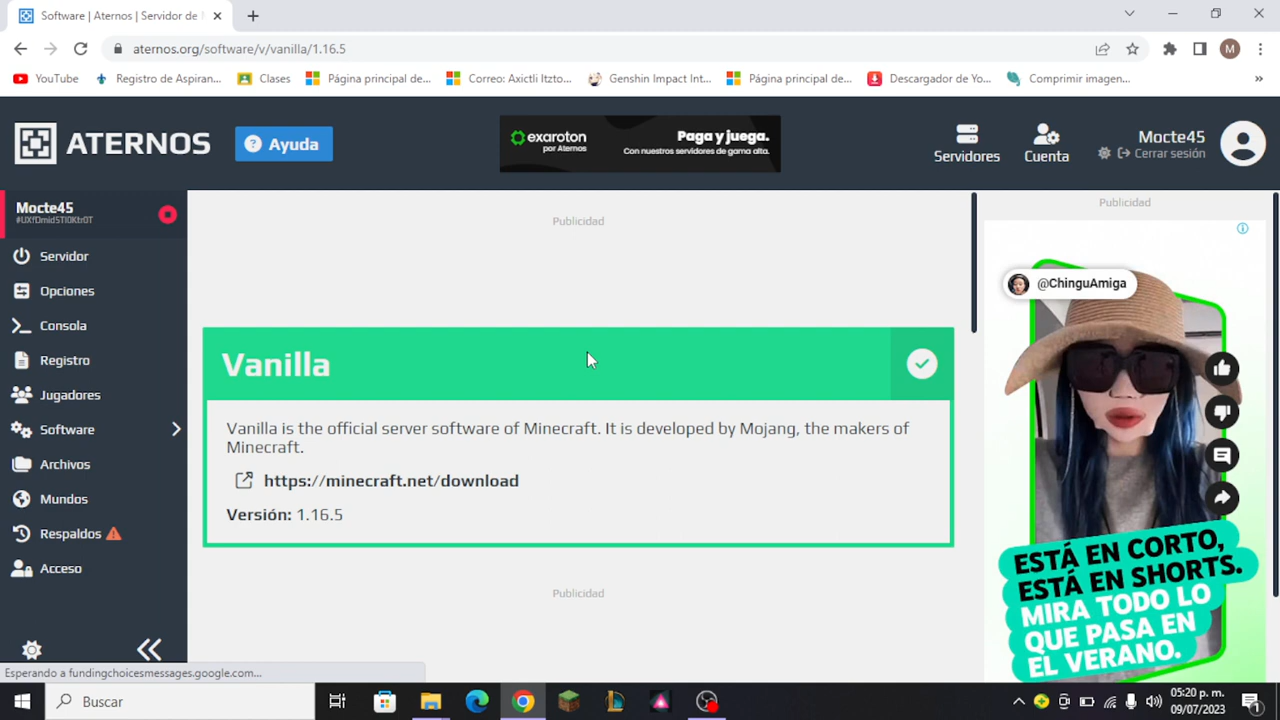 Software | Aternos | Servidor de
aternos.org/software/v/vanilla/1.16.5
M
YouTube
Registro de Aspiran...
Clases
Página principal de...
Correo: Axictli Itzto...
Genshin Impact Int...
Página principal de...
Descargador de Yo...
Comprimir imagen...
»
ATERNOS
? Ayuda
exaroton
por Aternos
Paga y juega.
Con nuestros servidores de gama alta.
Servidores
Cuenta
Mocte45
Cerrar sesión
Mocte45
Servidor
Opciones
Consola
Registro
Jugadores
Software
Archivos
Mundos
Respaldos
Acceso
Publicidad
Vanilla
Vanilla is the official server software of Minecraft. It is developed by Mojang, the makers of
Minecraft.
https://minecraft.net/download
Versión: 1.16.5
Publicidad
Publicidad
@ChinguAmiga
ESTÁ EN CORTO,
ESTÁ EN SHORTS.
MIRA TODO LO
QUE PASA EN
EL VERANO.
Esperando a fundingchoicesmessages.google.com...
Buscar
05:20 p. m.
09/07/2023
1